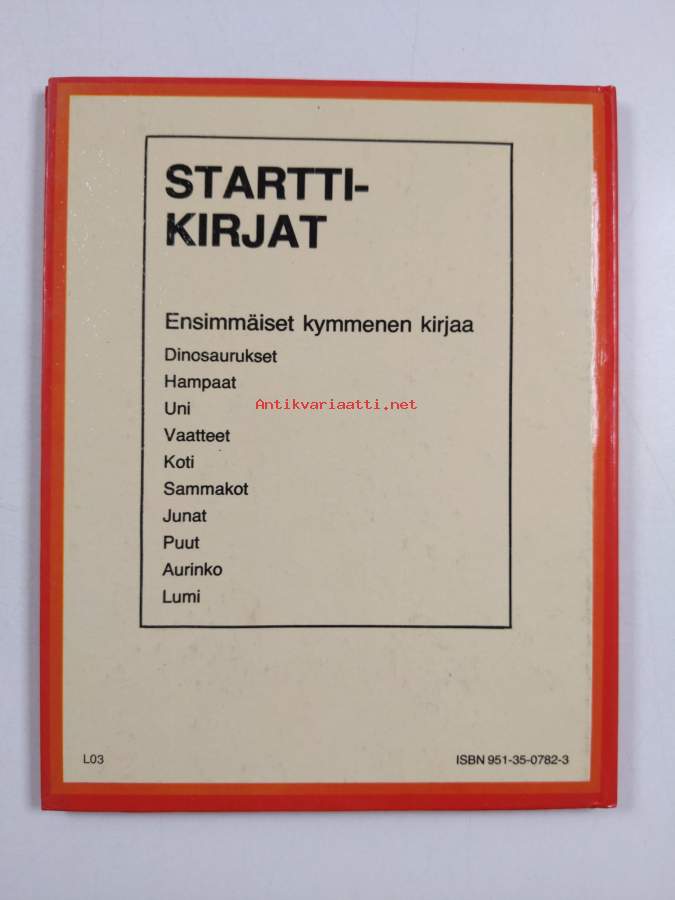 STARTTI-
KIRJAT
Ensimmäiset kymmenen kirjaa
Dinosaurukset
Hampaat
Antikvariaatti.net
Uni
Vaatteet
Koti
Sammakot
Junat
Puut
Aurinko
Lumi
L03
ISBN 951-35-0782-3